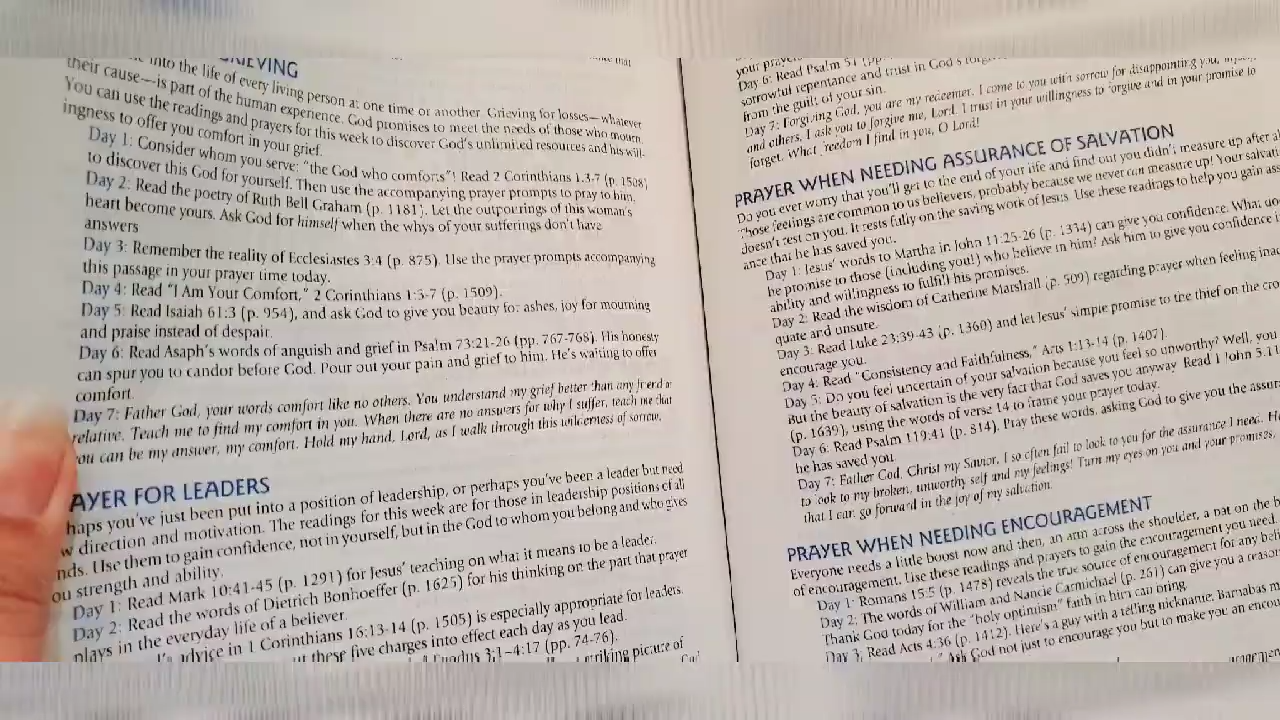 GRIEVING
into the life of every living person at one time or another. Grieving for losses—whatever
their cause—is part of the human experience. God promises to meet the needs of those who mourn.
You can use the readings and prayers for this week to discover God's unlimited resources and his will-
ingness to offer you comfort in your grief.
Day 1: Consider whom you serve: "the God who comforts"! Read 2 Corinthians 1:3-7 (p. 1508)
to discover this God for yourself. Then use the accompanying prayer prompts to pray to him.
Day 2: Read the poetry of Ruth Bell Graham (p. 1181). Let the outpourings of this woman's
heart become yours. Ask God for himself when the whys of your sufferings don't have
answers
Day 3: Remember the reality of Ecclesiastes 3:4 (p. 875). Use the prayer prompts accompanying
this passage in your prayer time today.
Day 4: Read "I Am Your Comfort," 2 Corinthians 1:3-7 (p. 1509).
Day 5: Read Isaiah 61:3 (p. 954), and ask God to give you beauty for ashes, joy for mourning
and praise instead of despair.
Day 6: Read Asaph's words of anguish and grief in Psalm 73:21-26 (pp. 767-768). His honesty
can spur you to candor before God. Pour out your pain and grief to him. He's waiting to offer
comfort.
Day 7: Father God, your words comfort like no others. You understand my grief better than any friend or
relative. Teach me to find my comfort in you. When there are no answers for why I suffer, teach me that
you can be my answer, my comfort. Hold my hand, Lord, as I walk through this wilderness of sorrow.
AYER FOR LEADERS
haps you've just been put into a position of leadership, or perhaps you've been a leader but need
w direction and motivation. The readings for this week are for those in leadership positions of all
nds. Use them to gain confidence, not in yourself, but in the God to whom you belong and who gives
ou strength and ability.
Day 1: Read Mark 10:41-45 (p. 1291) for Jesus' teaching on what it means to be a leader.
Day 2: Read the words of Dietrich Bonhoeffer (p. 1625) for his thinking on the part that prayer
plays in the everyday life of a believer.
advice in 1 Corinthians 16:13-14 (p. 1505) is especially appropriate for leaders.
these five charges into effect each day as you lead.
Exodus 3:1–4:17 (pp. 74-76).
striking picture of
your prayers
Day 6: Read Psalm 51
sorrowful repentance and trust in God's
from the guilt of your sin.
Day 7: Forgiving God, you are my redeemer. I come to you with sorrow for disappointing you,
and others. I ask you to forgive me, Lord. I trust in your willingness to forgive and in your promise to
forget. What freedom I find in you, O Lord!
PRAYER WHEN NEEDING ASSURANCE OF SALVATION
Do you ever worry that you'll get to the end of your life and find out you didn't measure up after a
Those feelings are common to us believers, probably because we never can measure up! Your salvati
doesn't rest on you. It rests fully on the saving work of Jesus. Use these readings to help you gain ass
ance that he has saved you.
Day 1: Jesus' words to Martha in John 11:25-26 (p. 1334) can give you confidence. What do
he promise to those (including you!) who believe in him? Ask him to give you confidence
ability and willingness to fulfill his promises.
Day 2: Read the wisdom of Catherine Marshall (p. 509) regarding prayer when feeling inad
quate and unsure.
Day 3: Read Luke 23:39-43 (p. 1360) and let Jesus' simple promise to the thief on the cro
encourage you.
Day 4: Read "Consistency and Faithfulness," Acts 1:13-14 (p. 1407).
Day 5: Do you feel uncertain of your salvation because you feel so unworthy? Well, you
But the beauty of salvation is the very fact that God saves you anyway. Read 1 John 5:11
(p. 1639), using the words of verse 14 to frame your prayer today.
Day 6: Read Psalm 119:41 (p. 814). Pray these words, asking God to give you the assura
he has saved you.
Day 7: Father God, Christ my Savior, I so often fail to look to you for the assurance I need.
to look to my broken, unworthy self and my feelings! Turn my eyes on you and your promises,
that I can go forward in the joy of my salvation.
PRAYER WHEN NEEDING ENCOURAGEMENT
Everyone needs a little boost now and then, an arm across the shoulder, a pat on the
of encouragement. Use these readings and prayers to gain the encouragement you need
Day 1: Romans 15:5 (p. 1478) reveals the true source of encouragement for any beli
Day 2: The words of William and Nancie Carmichael (p. 251) can give you a reason
Thank God today for the "holy optimism" faith in him can bring.
Day 3: Read Acts 4:36 (p. 1412). Here's a guy with a telling nickname: Barnabas
God not just to encourage you but to make you an encou